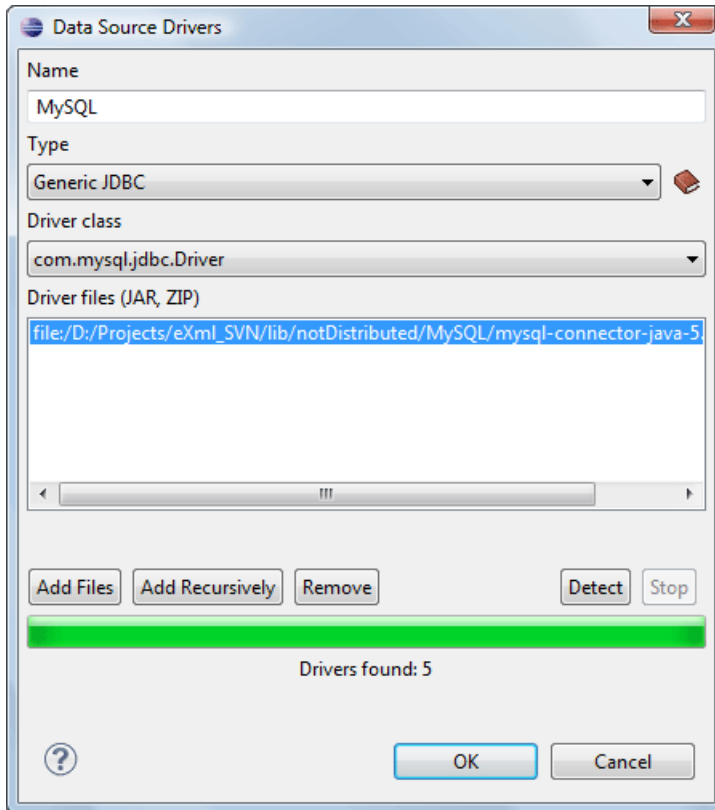 Data Source Drivers
Name
MySQL
Type
Generic JDBC
Driver class
com.mysql.jdbc.Driver
Driver files (JAR, ZIP)
file:/D:/Projects/eXml_SVN/lib/notDistributed/MySQL/mysql-connector-java-5.
Add Files Add Recursively Remove Detect Stop
Drivers found: 5
OK Cancel